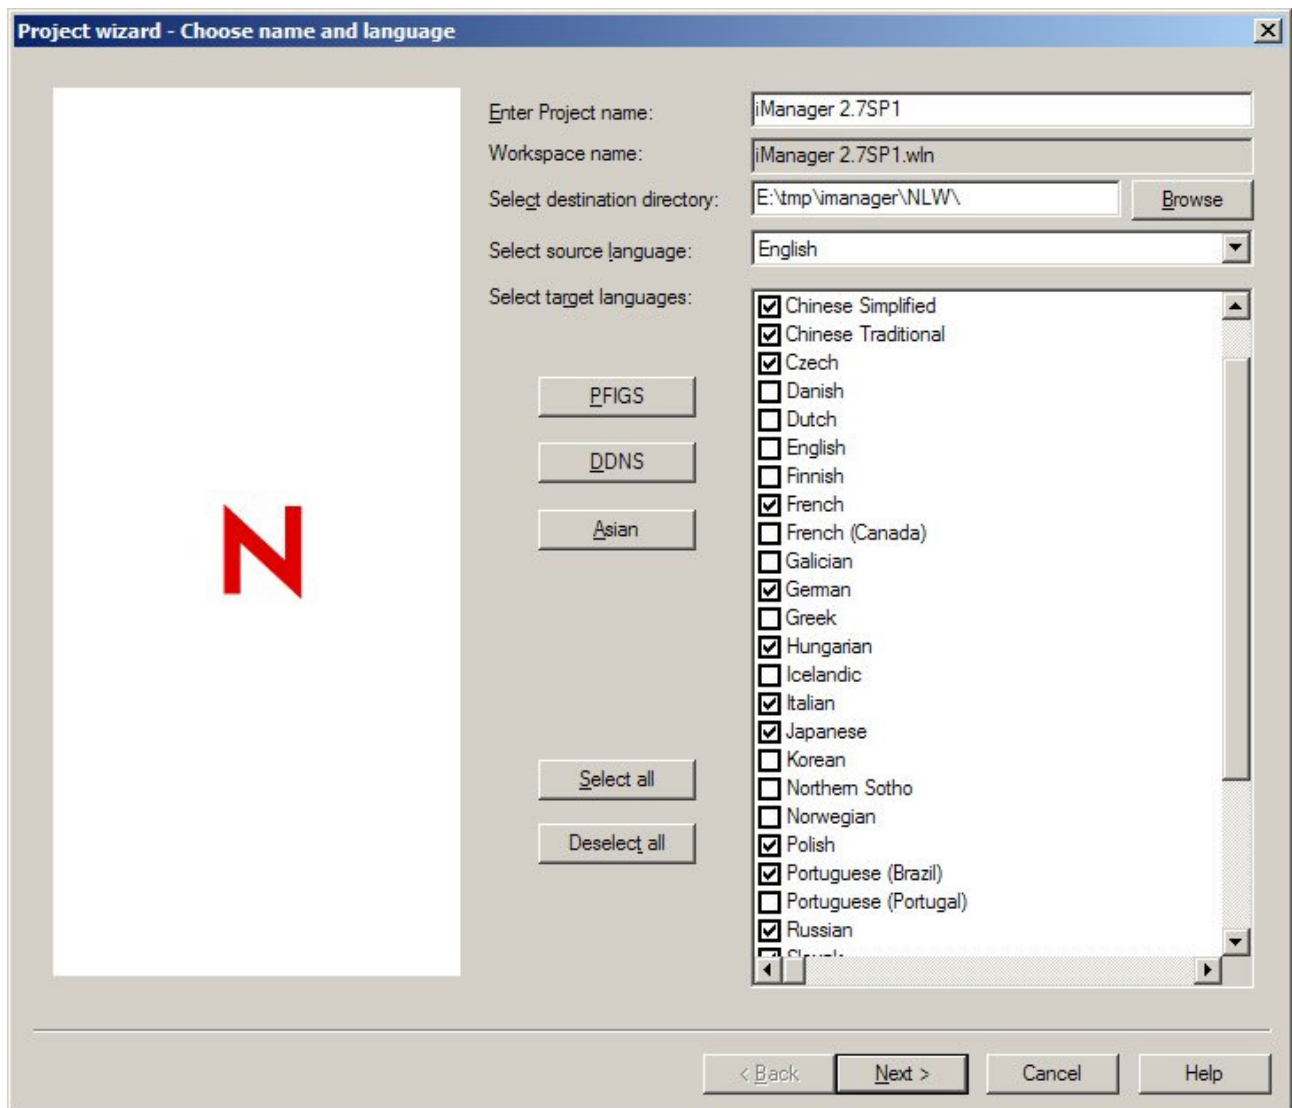 Project wizard - Choose name and language
Enter Project name:
iManager 2.7SP1
Workspace name:
iManager 2.7SP1.wln
Select destination directory:
E:\tmp\imanager\NLW\
Browse
Select source language:
English
Select target languages:
Chinese Simplified
Chinese Traditional
Czech
Danish
Dutch
English
Finnish
French
French (Canada)
Galician
German
Greek
Hungarian
Icelandic
Italian
Japanese
Korean
Northern Sotho
Norwegian
Polish
Portuguese (Brazil)
Portuguese (Portugal)
Russian
PFIGS
DDNS
Asian
Select all
Deselect all
N
< Back
Next >
Cancel
Help